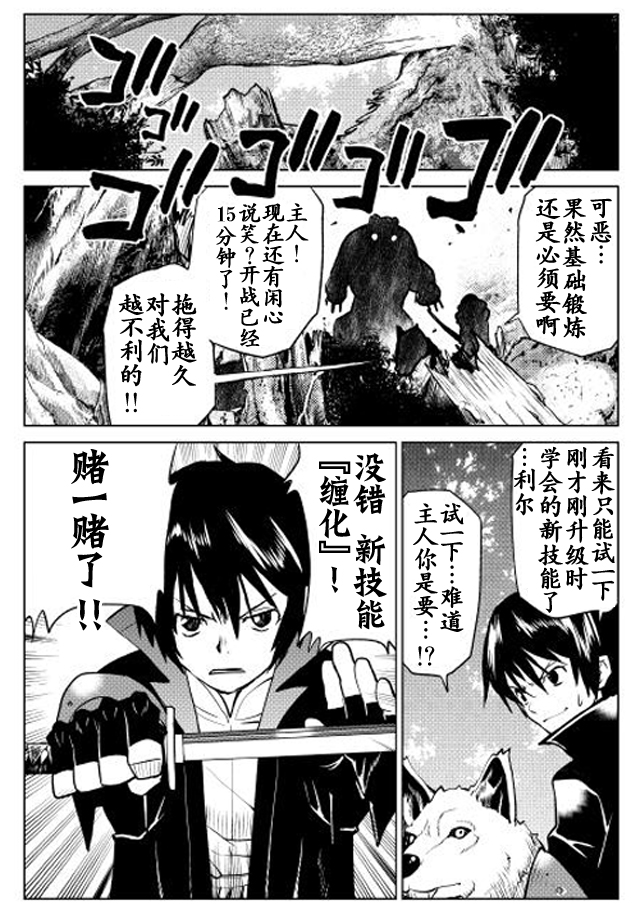 ゴゴ
ゴゴゴゴ
可恶…
果然基础锻炼
还是必须要啊
主人！
现在还有闲心
说笑？开战已经
15分钟了！
拖得越久
对我们
越不利的!!
看来只能试一下
刚才刚升级时
学会的新技能了
…利尔
试一下…难道
主人你是要…!?
没错 新技能
『缠化』！
赌一赌了!!